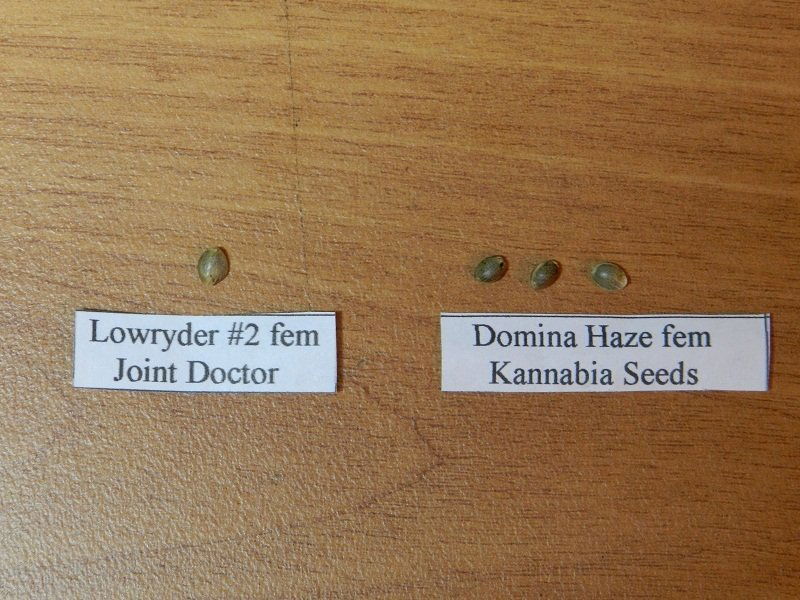 Lowryder #2 fem
Joint Doctor
Domina Haze fem
Kannabia Seeds